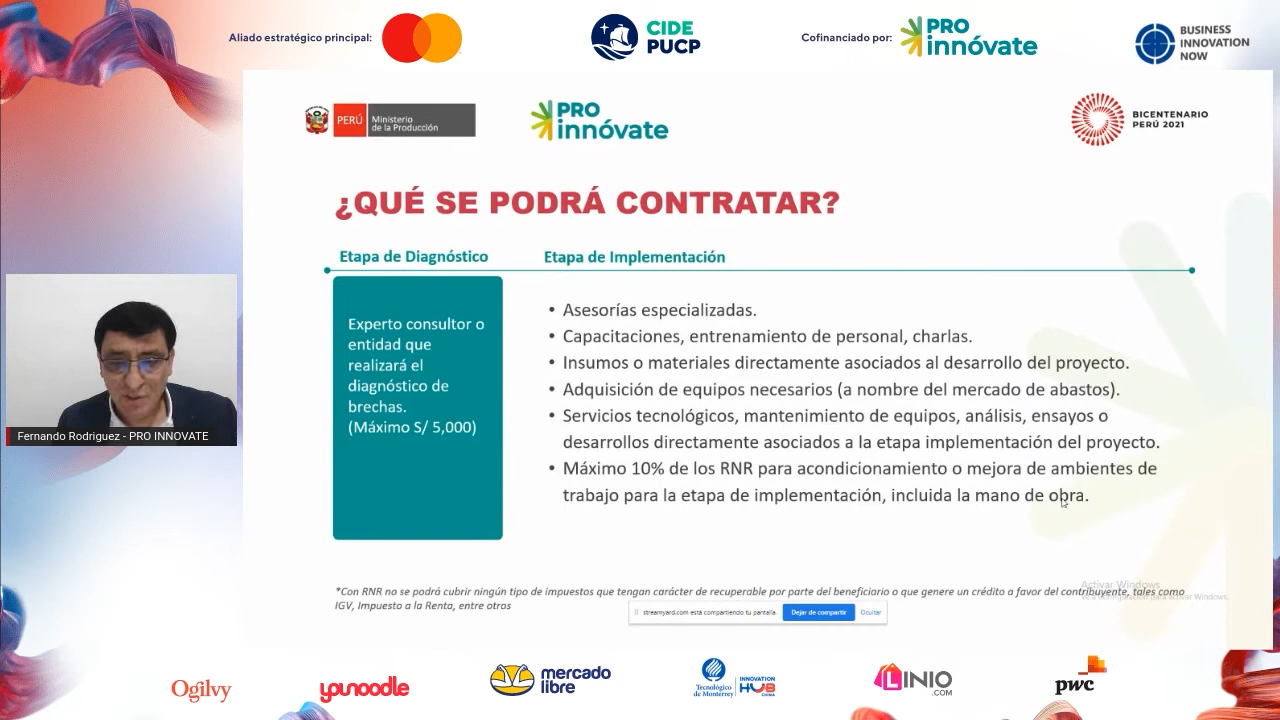 Aliado estratégico principal:
CIDE
PUCP
Cofinanciado por:
PRO
innóvate
BUSINESS
INNOVATION
NOW
PERÚ
Ministerio
de la Producción
PRO
innóvate
BICENTENARIO
PERÚ 2021
¿QUÉ SE PODRÁ CONTRATAR?
Etapa de Diagnóstico
Etapa de Implementación
Experto consultor o
entidad que
realizará el
diagnóstico de
brechas.
(Máximo S/ 5,000)
• Asesorías especializadas.
• Capacitaciones, entrenamiento de personal, charlas.
• Insumos o materiales directamente asociados al desarrollo del proyecto.
• Adquisición de equipos necesarios (a nombre del mercado de abastos).
• Servicios tecnológicos, mantenimiento de equipos, análisis, ensayos o
desarrollos directamente asociados a la etapa implementación del proyecto.
• Máximo 10% de los RNR para acondicionamiento o mejora de ambientes de
trabajo para la etapa de implementación, incluida la mano de obra.
Fernando Rodriguez - PRO INNOVATE
Activar Windows
*Con RNR no se podrá cubrir ningún tipo de impuestos que tengan carácter de recuperable por parte del beneficiario o que genere un crédito a favor del contribuyente, tales como
IGV, Impuesto a la Renta, entre otros
streamyard.com está compartiendo tu pantalla.
Dejar de compartir
Ocultar
Ogilvy
younoodle
mercado
libre
Tecnológico
de Monterrey
INNOVATION
HUB
CHINA
LINIO
.COM
pwc